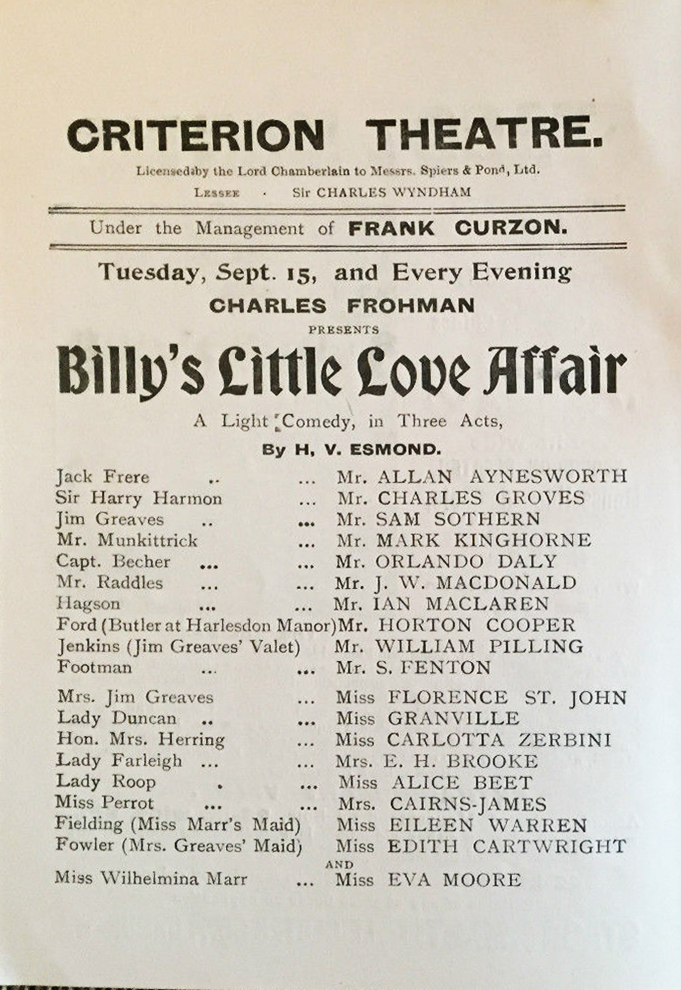 CRITERION THEATRE.
Licensed by the Lord Chamberlain to Messrs. Spiers & Pond, Ltd.
LESSEE . Sir CHARLES WYNDHAM
Under the Management of FRANK CURZON.
Tuesday, Sept. 15, and Every Evening
CHARLES FROHMAN
PRESENTS
Billy's Little Love Affair
A Light Comedy, in Three Acts,
By H. V. ESMOND.
Jack Frere .. ... Mr. ALLAN AYNESWORTH
Sir Harry Harmon ... Mr. CHARLES GROVES
Jim Greaves .. ... Mr. SAM SOTHERN
Mr. Munkittrick ... Mr. MARK KINGHORNE
Capt. Becher ... ... Mr. ORLANDO DALY
Mr. Raddles ... ... Mr. J. W. MACDONALD
Hagson ... ... Mr. IAN MACLAREN
Ford (Butler at Harlesdon Manor) Mr. HORTON COOPER
Jenkins (Jim Greaves' Valet) Mr. WILLIAM PILLING
Footman ... ... Mr. S. FENTON
Mrs. Jim Greaves ... Miss FLORENCE ST. JOHN
Lady Duncan .. ... Miss GRANVILLE
Hon. Mrs. Herring ... Miss CARLOTTA ZERBINI
Lady Farleigh ... ... Mrs. E. H. BROOKE
Lady Roop . ... Miss ALICE BEET
Miss Perrot ... ... Mrs. CAIRNS-JAMES
Fielding (Miss Marr's Maid) Miss EILEEN WARREN
Fowler (Mrs. Greaves' Maid) Miss EDITH CARTWRIGHT
AND
Miss Wilhelmina Marr ... Miss EVA MOORE